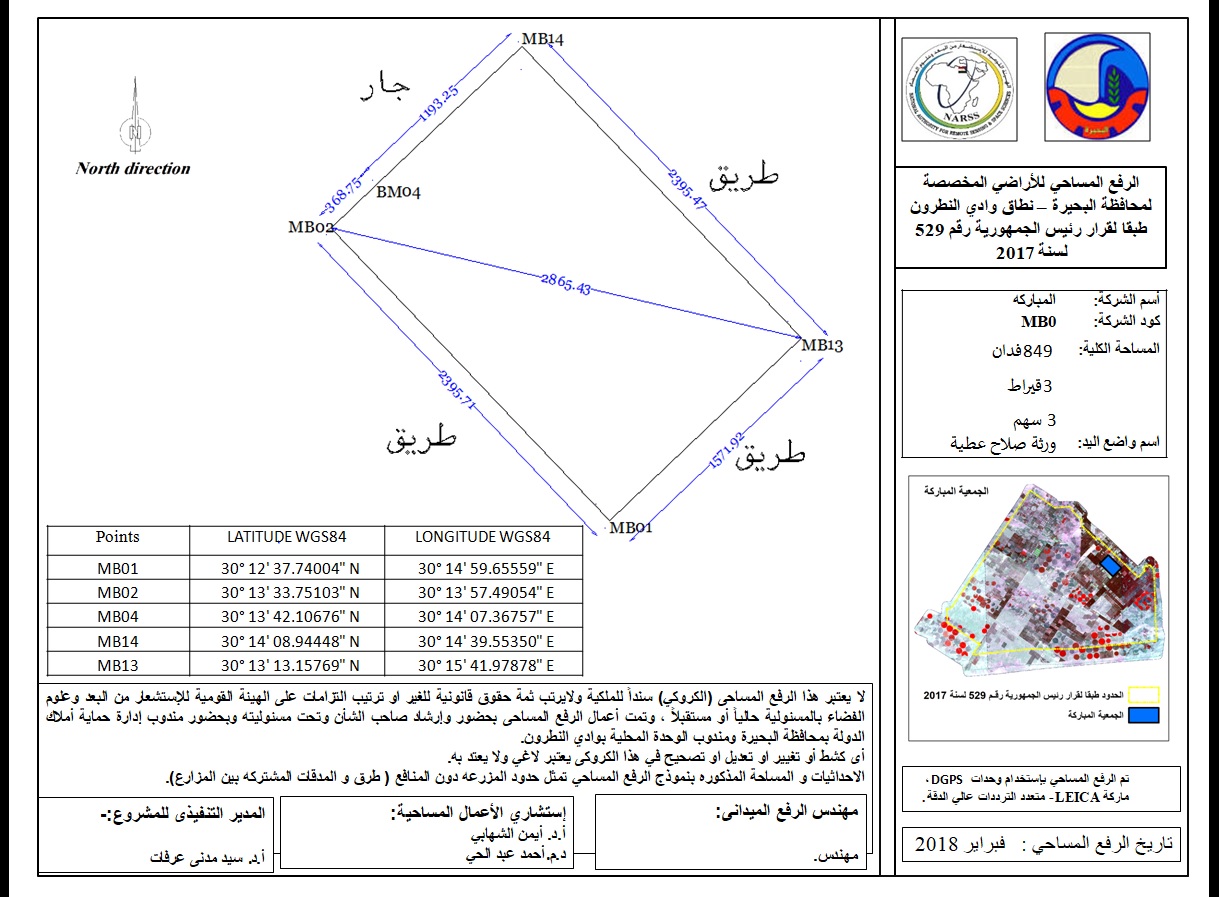 MB14
جار
1193.25
North direction
N
طريق
2395.47
368.75
BM04
MB02
2865.43
MB13
2395.71
طريق
1571.92
طريق
MB01
Points LATITUDE WGS84 LONGITUDE WGS84
MB01 30° 12' 37.74004" N 30° 14' 59.65559" E
MB02 30° 13' 33.75103" N 30° 13' 57.49054" E
MB04 30° 13' 42.10676" N 30° 14' 07.36757" E
MB14 30° 14' 08.94448" N 30° 14' 39.55350" E
MB13 30° 13' 13.15769" N 30° 15' 41.97878" E
لا يعتبر هذا الرفع المساحى (الكروكي) سنداً للملكية ولايرتب ثمة حقوق قانونية للغير او ترتيب التزامات على الهيئة القومية للإستشعار من البعد وعلوم
الفضاء بالمسئولية حالياً أو مستقبلاً ، وتمت أعمال الرفع المساحى بحضور وإرشاد صاحب الشأن وتحت مسئوليته وبحضور مندوب إدارة حماية أملاك
الدولة بمحافظة البحيرة ومندوب الوحدة المحلية بوادي النطرون.
أى كشط أو تغيير او تعديل او تصحيح في هذا الكروكى يعتبر لاغي ولا يعتد به.
الاحداثيات و المساحة المذكوره بنموذج الرفع المساحي تمثل حدود المزرعه دون المنافع ( طرق و المدقات المشتركه بين المزارع).
مهندس الرفع الميدانى:
مهندس.
إستشاري الأعمال المساحية:
أ.د. أيمن الشهابي
د.م.أحمد عبد الحي
المدير التنفيذى للمشروع:-
أ.د. سيد مدنى عرفات
NARSS
NATIONAL AUTHORITY FOR REMOTE SENSING & SPACE SCIENCES
البحيرة
الرفع المساحي للأراضي المخصصة
لمحافظة البحيرة – نطاق وادي النطرون
طبقا لقرار رئيس الجمهورية رقم 529
لسنة 2017
أسم الشركة: المباركه
كود الشركة: MB0
المساحة الكلية: 849فدان
3قيراط
3 سهم
اسم واضع اليد: ورثة صلاح عطية
الجمعية المباركة
الحدود طبقا لقرار رئيس الجمهورية رقم 529 لسنة 2017
الجمعية المباركة
تم الرفع المساحي بإستخدام وحدات DGPS،
ماركة LEICA- متعدد الترددات عالي الدقة.
تاريخ الرفع المساحي : فبراير 2018